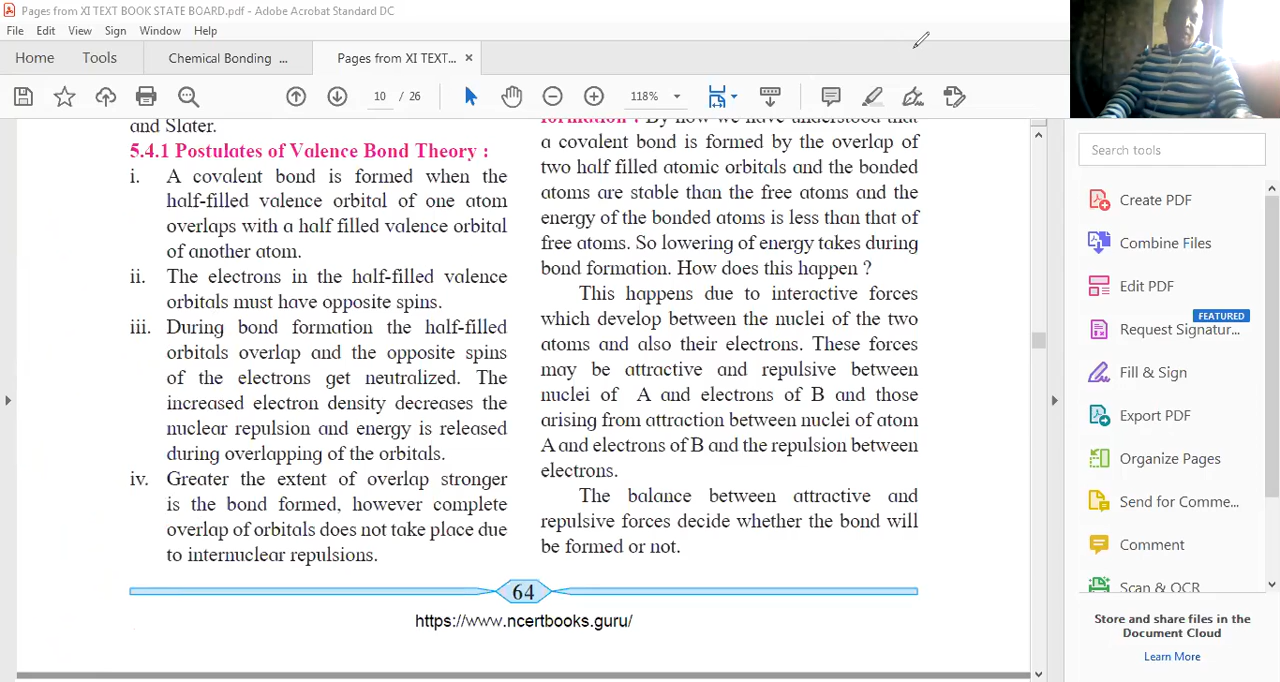 Pages from XI TEXT BOOK STATE BOARD.pdf - Adobe Acrobat Standard DC
File Edit View Sign Window Help
Home Tools Chemical Bonding ... Pages from XI TEXT... ×
10 / 26 118%
and Slater.
5.4.1 Postulates of Valence Bond Theory :
i. A covalent bond is formed when the
half-filled valence orbital of one atom
overlaps with a half filled valence orbital
of another atom.
ii. The electrons in the half-filled valence
orbitals must have opposite spins.
iii. During bond formation the half-filled
orbitals overlap and the opposite spins
of the electrons get neutralized. The
increased electron density decreases the
nuclear repulsion and energy is released
during overlapping of the orbitals.
iv. Greater the extent of overlap stronger
is the bond formed, however complete
overlap of orbitals does not take place due
to internuclear repulsions.
formation : By now we have understood that
a covalent bond is formed by the overlap of
two half filled atomic orbitals and the bonded
atoms are stable than the free atoms and the
energy of the bonded atoms is less than that of
free atoms. So lowering of energy takes during
bond formation. How does this happen ?
This happens due to interactive forces
which develop between the nuclei of the two
atoms and also their electrons. These forces
may be attractive and repulsive between
nuclei of A and electrons of B and those
arising from attraction between nuclei of atom
A and electrons of B and the repulsion between
electrons.
The balance between attractive and
repulsive forces decide whether the bond will
be formed or not.
64
https://www.ncertbooks.guru/
Search tools
Create PDF
Combine Files
Edit PDF
FEATURED
Request Signatur...
Fill & Sign
Export PDF
Organize Pages
Send for Comme...
Comment
Scan & OCR
Store and share files in the
Document Cloud
Learn More